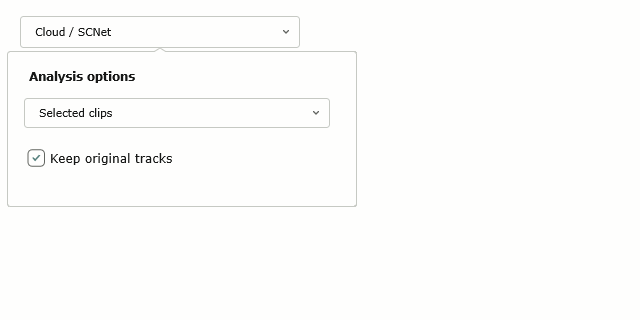 Cloud / SCNet
Analysis options
Selected clips
Keep original tracks